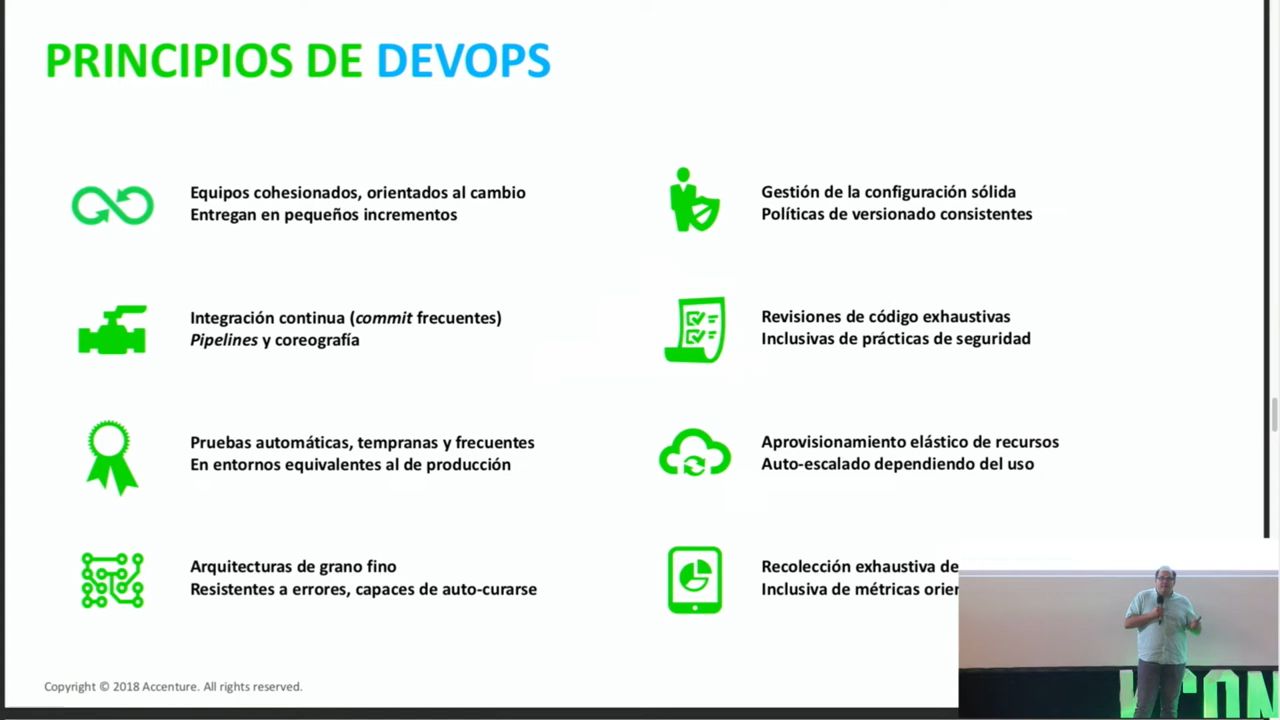 PRINCIPIOS DE DEVOPS
Equipos cohesionados, orientados al cambio
Entregan en pequeños incrementos
Integración continua (commit frecuentes)
Pipelines y coreografía
Pruebas automáticas, tempranas y frecuentes
En entornos equivalentes al de producción
Arquitecturas de grano fino
Resistentes a errores, capaces de auto-curarse
Gestión de la configuración sólida
Políticas de versionado consistentes
Revisiones de código exhaustivas
Inclusivas de prácticas de seguridad
Aprovisionamiento elástico de recursos
Auto-escalado dependiendo del uso
Recolección exhaustiva de
Inclusiva de métricas
Copyright © 2018 Accenture. All rights reserved.